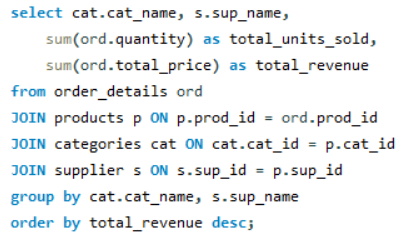 select cat.cat_name, s.sup_name,
    sum(ord.quantity) as total_units_sold,
    sum(ord.total_price) as total_revenue
from order_details ord
JOIN products p ON p.prod_id = ord.prod_id
JOIN categories cat ON cat.cat_id = p.cat_id
JOIN supplier s ON s.sup_id = p.sup_id
group by cat.cat_name, s.sup_name
order by total_revenue desc;